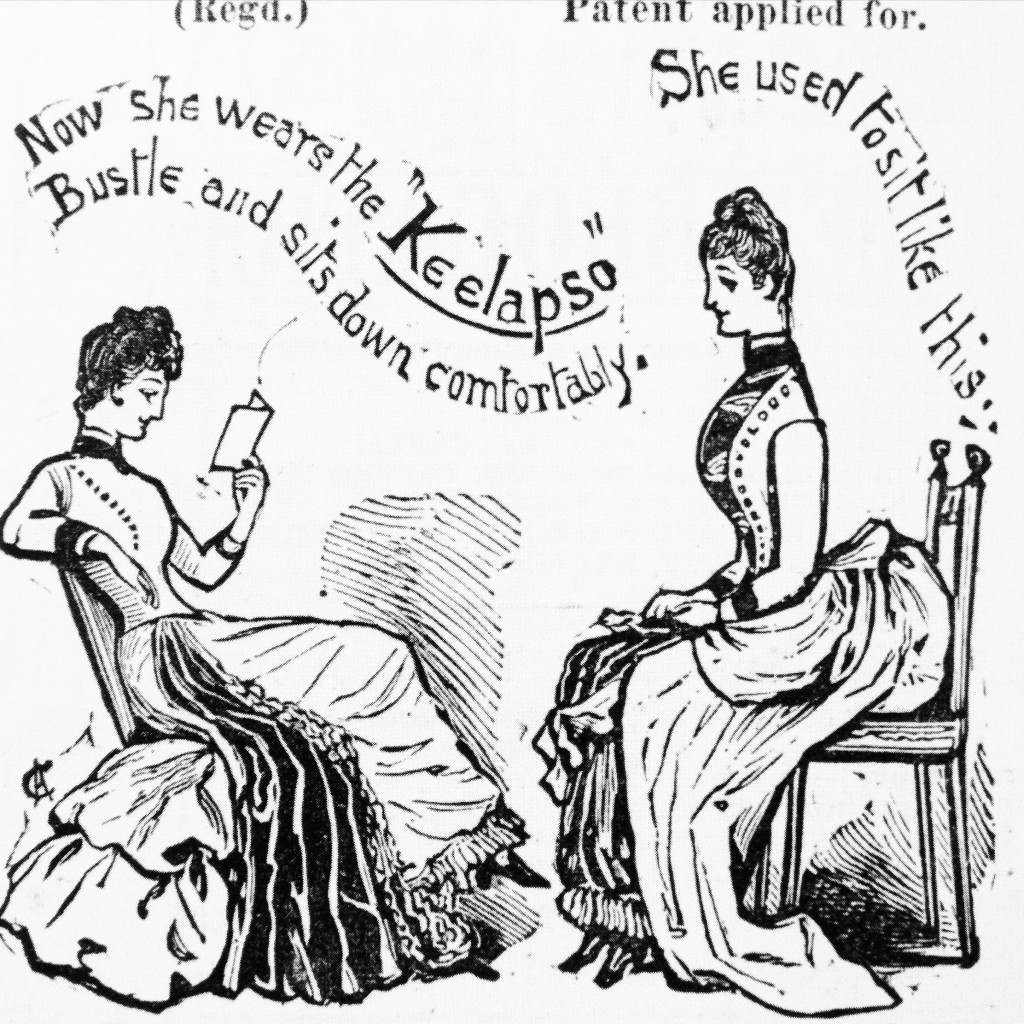 (Regd.)
Patent applied for.
Now she wears the "Keelapso"
Bustle and sits down comfortably.
She used to sit like this;